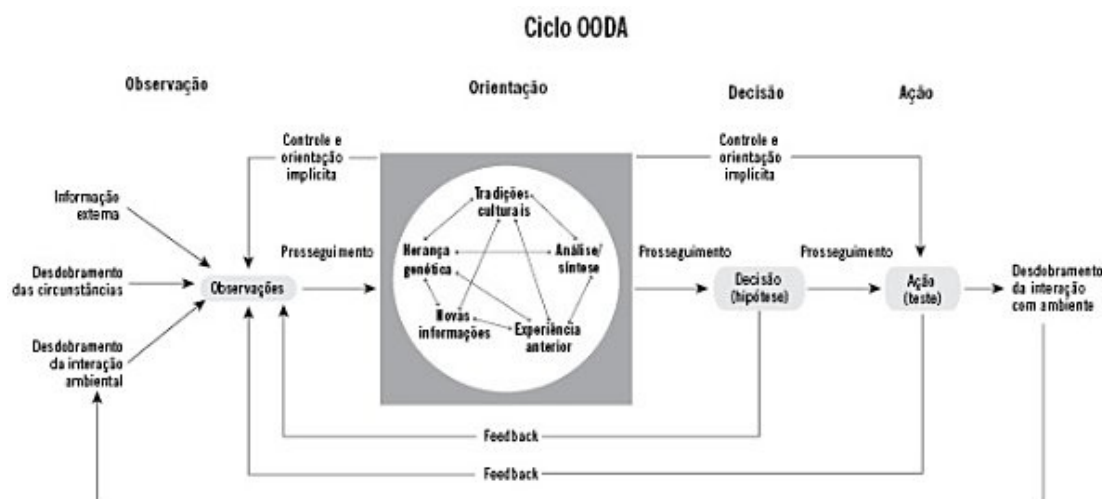 Ciclo OODA
Observação
Orientação
Decisão
Ação
Controle e
orientação
implícita
Controle e
orientação
implícita
Informação
externa
Desdobramento
das circunstâncias
Desdobramento
da interação
ambiental
Observações
Prosseguimento
Tradições
culturais
Herança
genética
Análise/
síntese
Novas
informações
Experiência
anterior
Prosseguimento
Decisão
(hipótese)
Prosseguimento
Ação
(teste)
Desdobramento
da interação
com ambiente
Feedback
Feedback